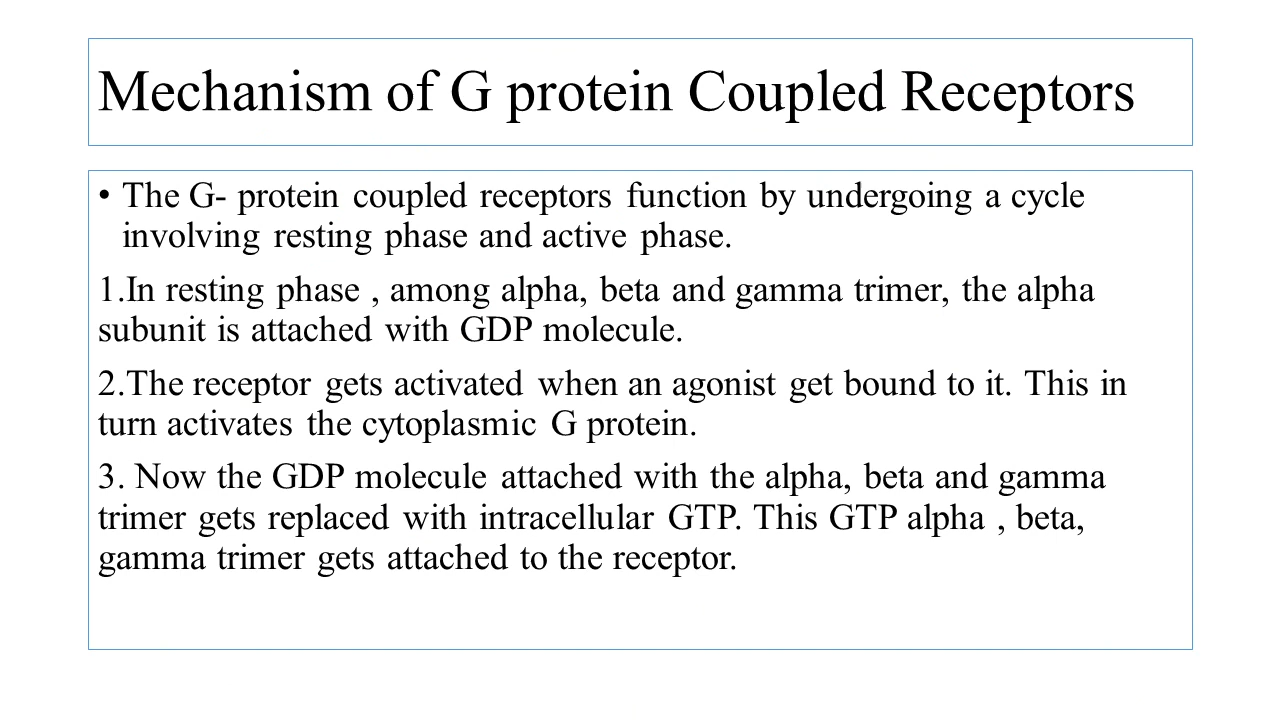 Mechanism of G protein Coupled Receptors
• The G- protein coupled receptors function by undergoing a cycle
involving resting phase and active phase.
1.In resting phase , among alpha, beta and gamma trimer, the alpha
subunit is attached with GDP molecule.
2.The receptor gets activated when an agonist get bound to it. This in
turn activates the cytoplasmic G protein.
3. Now the GDP molecule attached with the alpha, beta and gamma
trimer gets replaced with intracellular GTP. This GTP alpha , beta,
gamma trimer gets attached to the receptor.